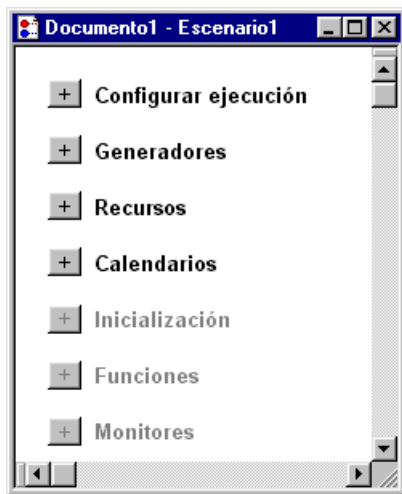 Documento1 - Escenario1
+ Configurar ejecución
+ Generadores
+ Recursos
+ Calendarios
+ Inicialización
+ Funciones
+ Monitores